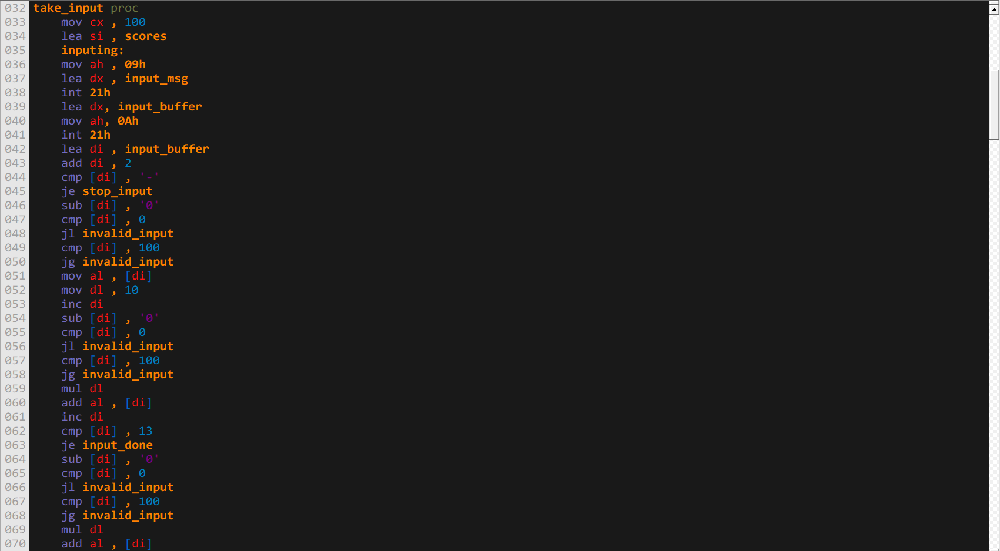 032 take_input proc
033 mov cx , 100
034 lea si , scores
035 inputing:
036 mov ah , 09h
037 lea dx , input_msg
038 int 21h
039 lea dx, input_buffer
040 mov ah, 0Ah
041 int 21h
042 lea di , input_buffer
043 add di , 2
044 cmp [di] , '-'
045 je stop_input
046 sub [di] , '0'
047 cmp [di] , 0
048 jl invalid_input
049 cmp [di] , 100
050 jg invalid_input
051 mov al , [di]
052 mov dl , 10
053 inc di
054 sub [di] , '0'
055 cmp [di] , 0
056 jl invalid_input
057 cmp [di] , 100
058 jg invalid_input
059 mul dl
060 add al , [di]
061 inc di
062 cmp [di] , 13
063 je input_done
064 sub [di] , '0'
065 cmp [di] , 0
066 jl invalid_input
067 cmp [di] , 100
068 jg invalid_input
069 mul dl
070 add al , [di]